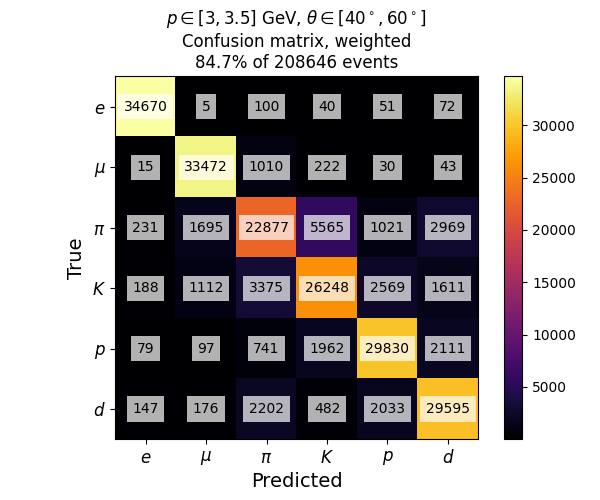 p ∈ [3, 3.5] GeV, θ ∈ [40°, 60°]
Confusion matrix, weighted
84.7% of 208646 events
e 34670 5 100 40 51 72
μ 15 33472 1010 222 30 43
π 231 1695 22877 5565 1021 2969
K 188 1112 3375 26248 2569 1611
p 79 97 741 1962 29830 2111
d 147 176 2202 482 2033 29595
e μ π K p d
Predicted
True
30000
25000
20000
15000
10000
5000